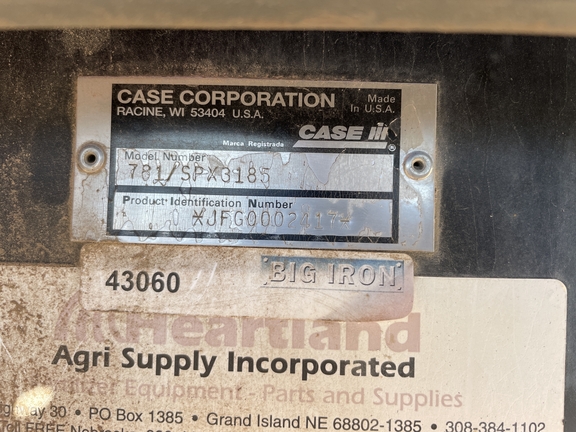 CASE CORPORATION
RACINE, WI 53404 U.S.A.
Made
In U.S.A.
Marca Registrada
CASE IH ®
Model Number
781/SPX3185
Product Identification Number
43060
BIG IRON
Heartland
Agri Supply Incorporated
Equipment - Parts and Supplies
30 • PO Box 1385 • Grand Island NE 68802-1385 • 308-384-1102